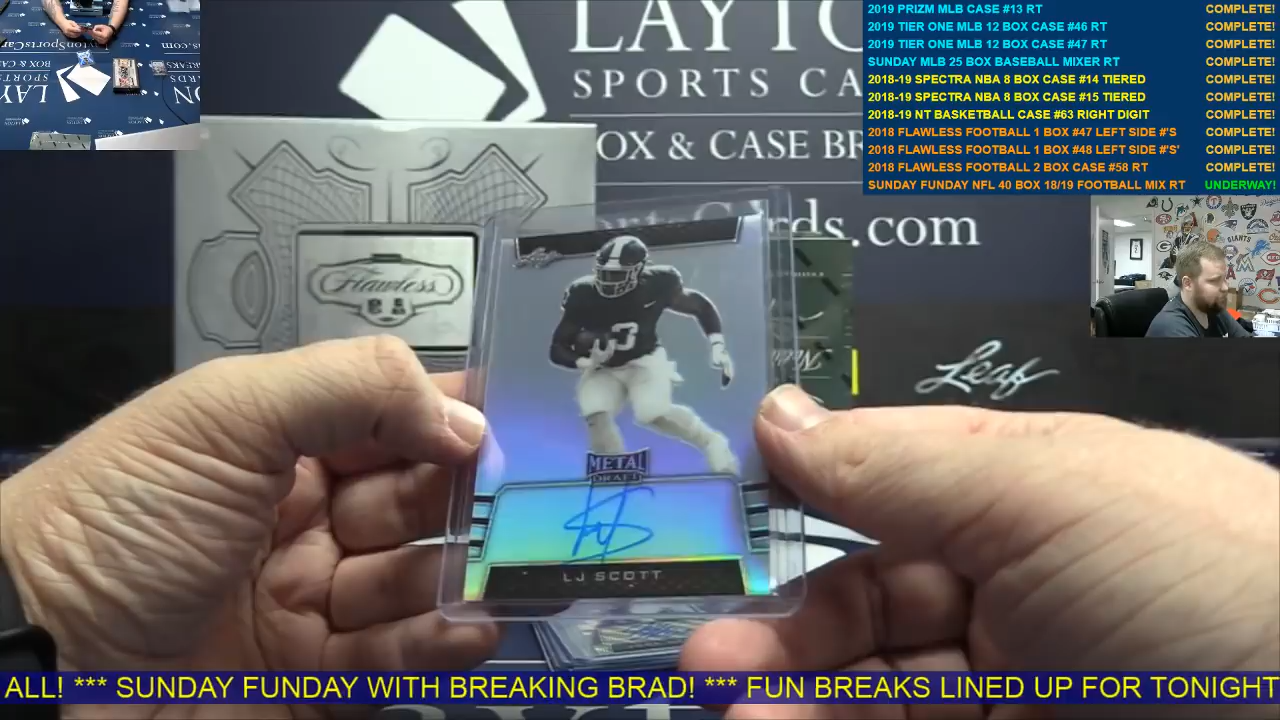 2019 PRIZM MLB CASE #13 RT COMPLETE!
2019 TIER ONE MLB 12 BOX CASE #46 RT COMPLETE!
2019 TIER ONE MLB 12 BOX CASE #47 RT COMPLETE!
SUNDAY MLB 25 BOX BASEBALL MIXER RT COMPLETE!
2018-19 SPECTRA NBA 8 BOX CASE #14 TIERED COMPLETE!
2018-19 SPECTRA NBA 8 BOX CASE #15 TIERED COMPLETE!
2018-19 NT BASKETBALL CASE #63 RIGHT DIGIT COMPLETE!
2018 FLAWLESS FOOTBALL 1 BOX #47 LEFT SIDE #'S COMPLETE!
2018 FLAWLESS FOOTBALL 1 BOX #48 LEFT SIDE #'S' COMPLETE!
2018 FLAWLESS FOOTBALL 2 BOX CASE #58 RT COMPLETE!
SUNDAY FUNDAY NFL 40 BOX 18/19 FOOTBALL MIX RT UNDERWAY!
LAYTO
SPORTS CA
OX & CASE BR
ortsCards.com
Flawless
Leaf
Leaf
3
METAL
DRAFT
LJ SCOTT
GIANTS
ALL! *** SUNDAY FUNDAY WITH BREAKING BRAD! *** FUN BREAKS LINED UP FOR TONIGHT